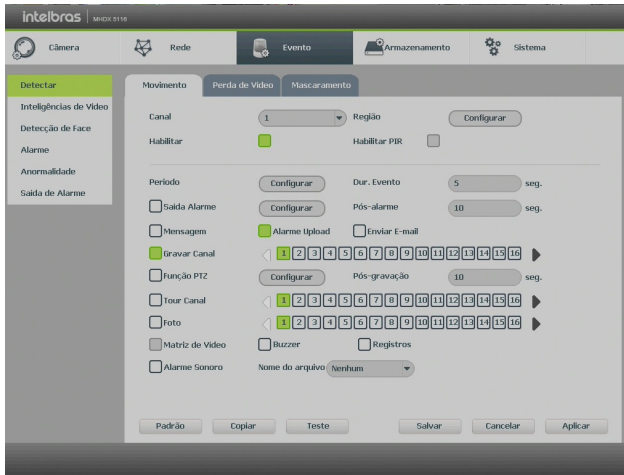 intelbras MHDX 5116
Câmera Rede Evento Armazenamento Sistema
Detectar
Inteligências de Vídeo
Detecção de Face
Alarme
Anormalidade
Saída de Alarme
Movimento Perda de Vídeo Mascaramento
Canal 1 Região Configurar
Habilitar Habilitar PIR
Período Configurar Dur. Evento 5 seg.
Saída Alarme Configurar Pós-alarme 10 seg.
Mensagem Alarme Upload Enviar E-mail
Gravar Canal 1 2 3 4 5 6 7 8 9 10 11 12 13 14 15 16
Função PTZ Configurar Pós-gravação 10 seg.
Tour Canal 1 2 3 4 5 6 7 8 9 10 11 12 13 14 15 16
Foto 1 2 3 4 5 6 7 8 9 10 11 12 13 14 15 16
Matriz de Vídeo Buzzer Registros
Alarme Sonoro Nome do arquivo Nenhum
Padrão Copiar Teste Salvar Cancelar Aplicar